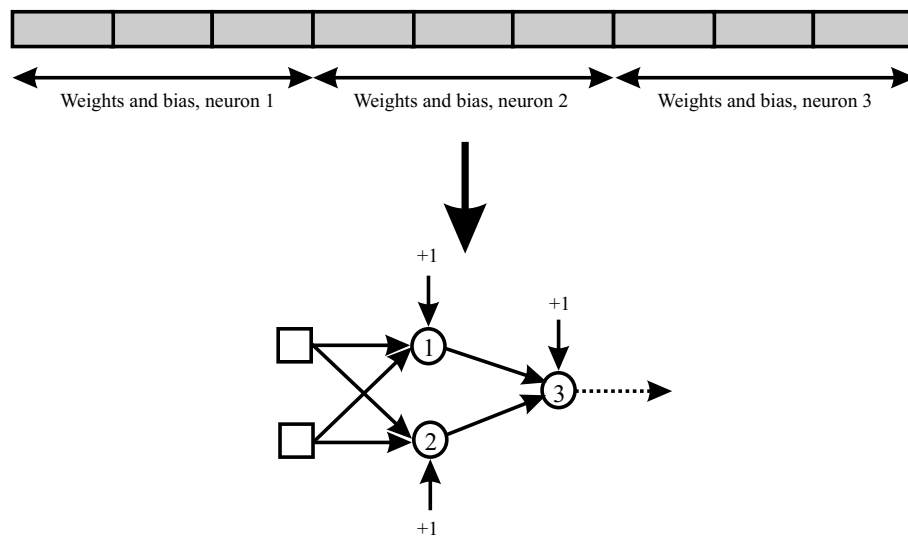 Weights and bias, neuron 1
Weights and bias, neuron 2
Weights and bias, neuron 3
+1
+1
1
3
2
+1